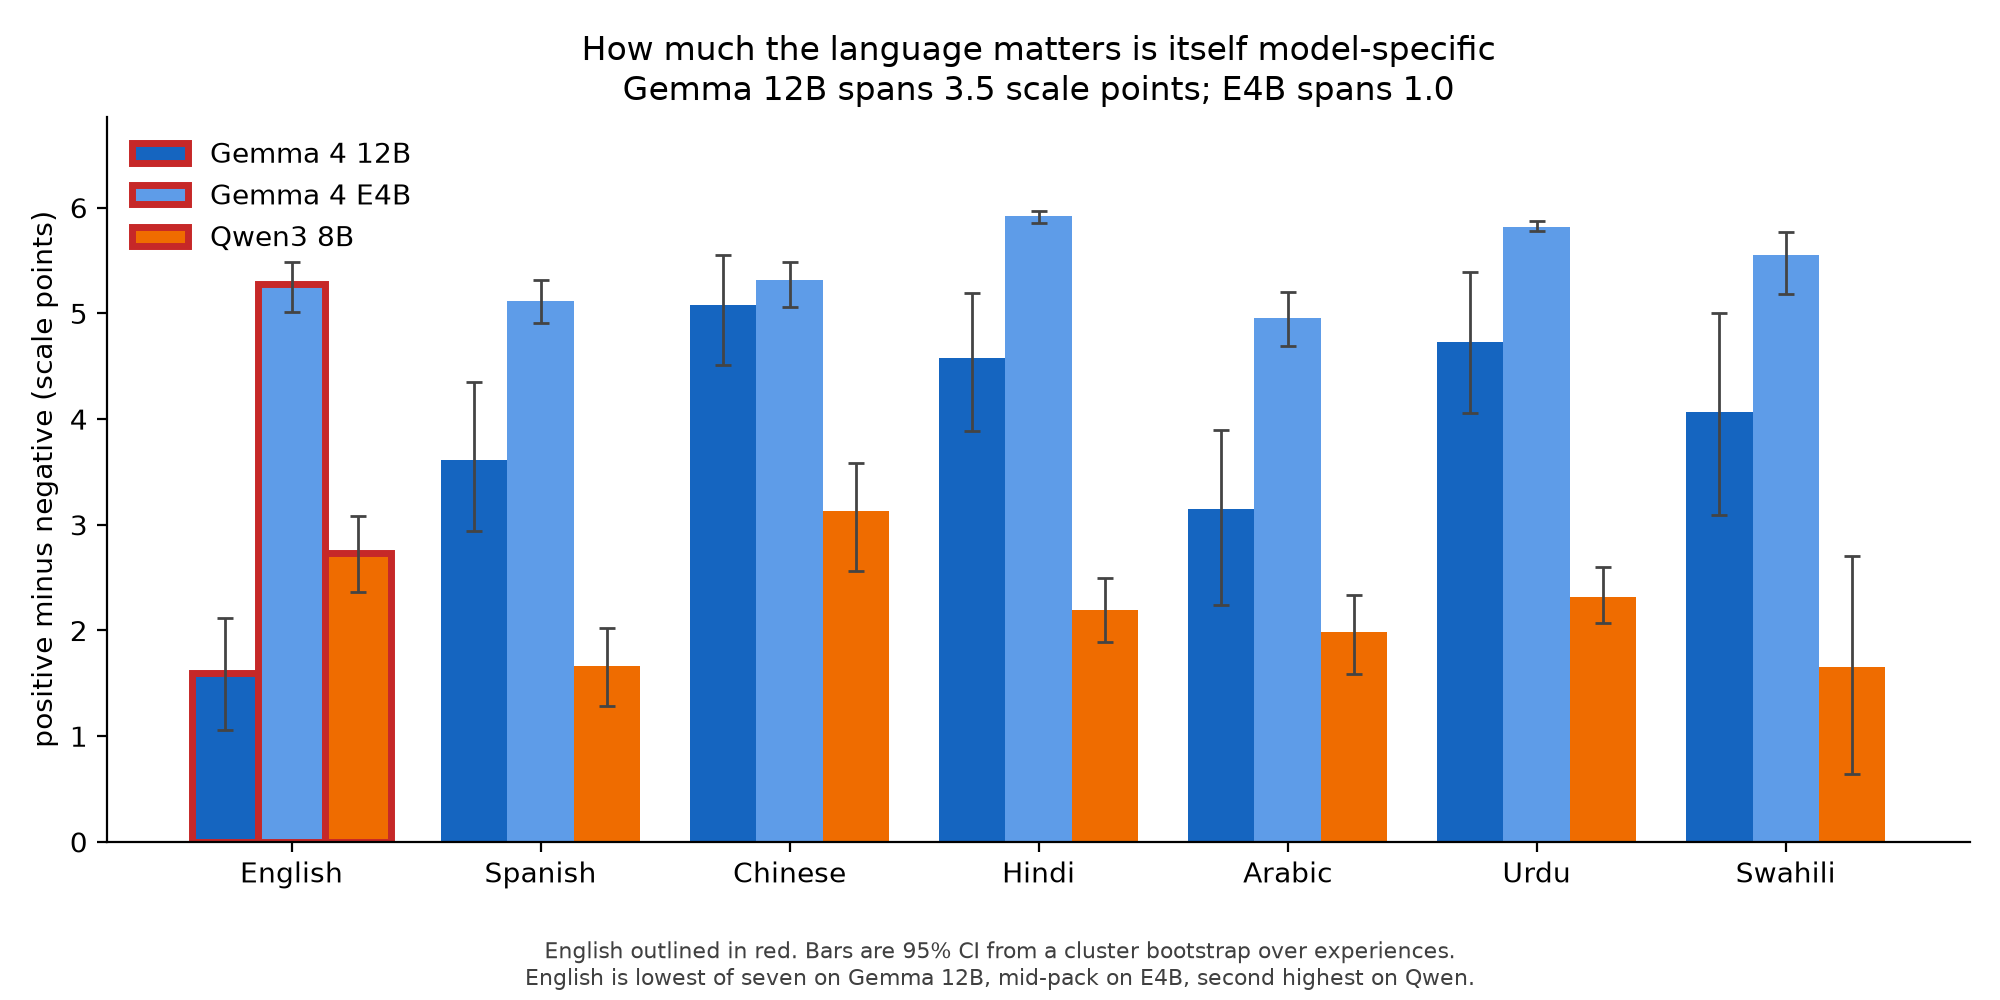 How much the language matters is itself model-specific
Gemma 12B spans 3.5 scale points; E4B spans 1.0
Gemma 4 12B
Gemma 4 E4B
Qwen3 8B
positive minus negative (scale points)
6
5
4
3
2
1
0
English
Spanish
Chinese
Hindi
Arabic
Urdu
Swahili
English outlined in red. Bars are 95% CI from a cluster bootstrap over experiences.
English is lowest of seven on Gemma 12B, mid-pack on E4B, second highest on Qwen.